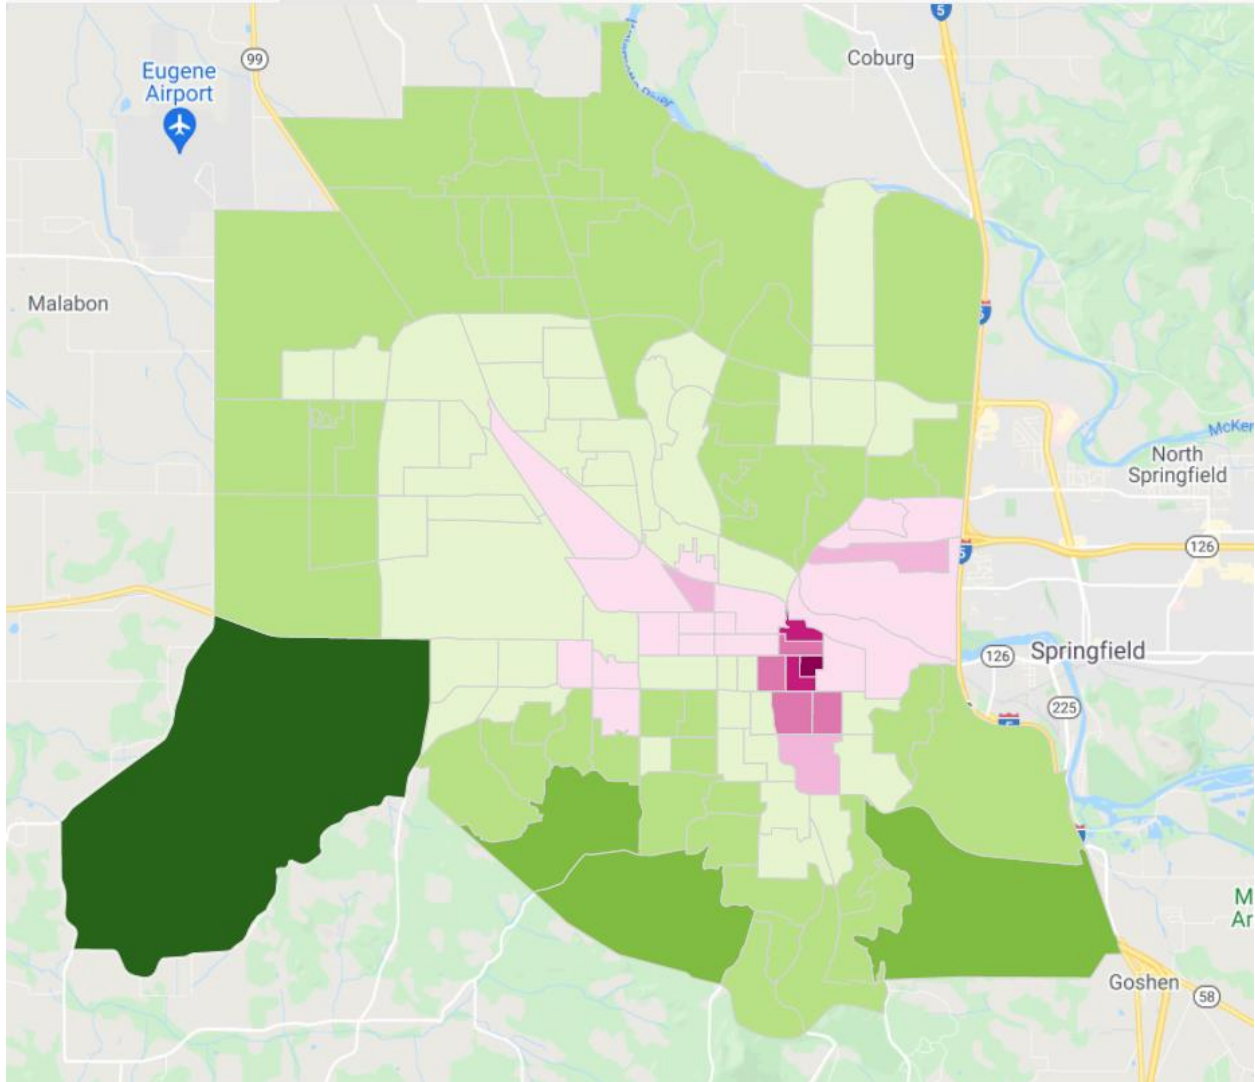 5
Coburg
99
Eugene
Airport
Malabon
5
McKen
North
Springfield
126
5
126
Springfield
225
5
M
Ar
Goshen
58